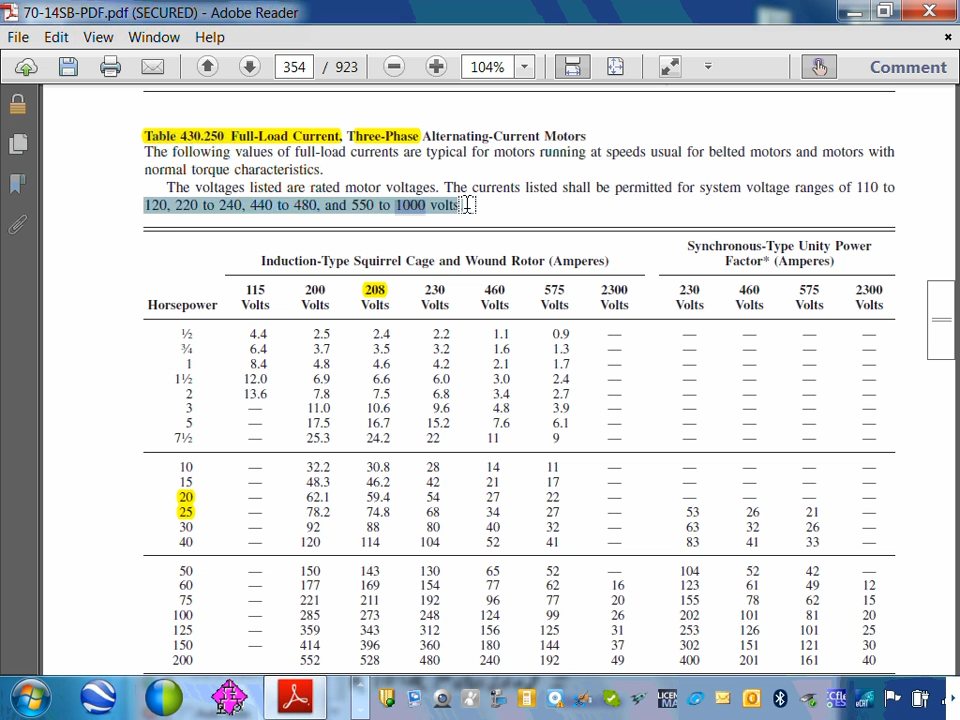 70-14SB-PDF.pdf (SECURED) - Adobe Reader
File Edit View Window Help
354 / 923 104% Comment
Table 430.250 Full-Load Current, Three-Phase Alternating-Current Motors
The following values of full-load currents are typical for motors running at speeds usual for belted motors and motors with
normal torque characteristics.
The voltages listed are rated motor voltages. The currents listed shall be permitted for system voltage ranges of 110 to
120, 220 to 240, 440 to 480, and 550 to 1000 volts.
Synchronous-Type Unity Power
Induction-Type Squirrel Cage and Wound Rotor (Amperes) Factor* (Amperes)
115 200 208 230 460 575 2300 230 460 575 2300
Horsepower Volts Volts Volts Volts Volts Volts Volts Volts Volts Volts Volts
½ 4.4 2.5 2.4 2.2 1.1 0.9 — — — — —
¾ 6.4 3.7 3.5 3.2 1.6 1.3 — — — — —
1 8.4 4.8 4.6 4.2 2.1 1.7 — — — — —
1½ 12.0 6.9 6.6 6.0 3.0 2.4 — — — — —
2 13.6 7.8 7.5 6.8 3.4 2.7 — — — — —
3 — 11.0 10.6 9.6 4.8 3.9 — — — — —
5 — 17.5 16.7 15.2 7.6 6.1 — — — — —
7½ — 25.3 24.2 22 11 9 — — — — —
10 — 32.2 30.8 28 14 11 — — — — —
15 — 48.3 46.2 42 21 17 — — — — —
20 — 62.1 59.4 54 27 22 — — — — —
25 — 78.2 74.8 68 34 27 — 53 26 21 —
30 — 92 88 80 40 32 — 63 32 26 —
40 — 120 114 104 52 41 — 83 41 33 —
50 — 150 143 130 65 52 — 104 52 42 —
60 — 177 169 154 77 62 16 123 61 49 12
75 — 221 211 192 96 77 20 155 78 62 15
100 — 285 273 248 124 99 26 202 101 81 20
125 — 359 343 312 156 125 31 253 126 101 25
150 — 414 396 360 180 144 37 302 151 121 30
200 552 528 480 240 192 49 400 201 161 40